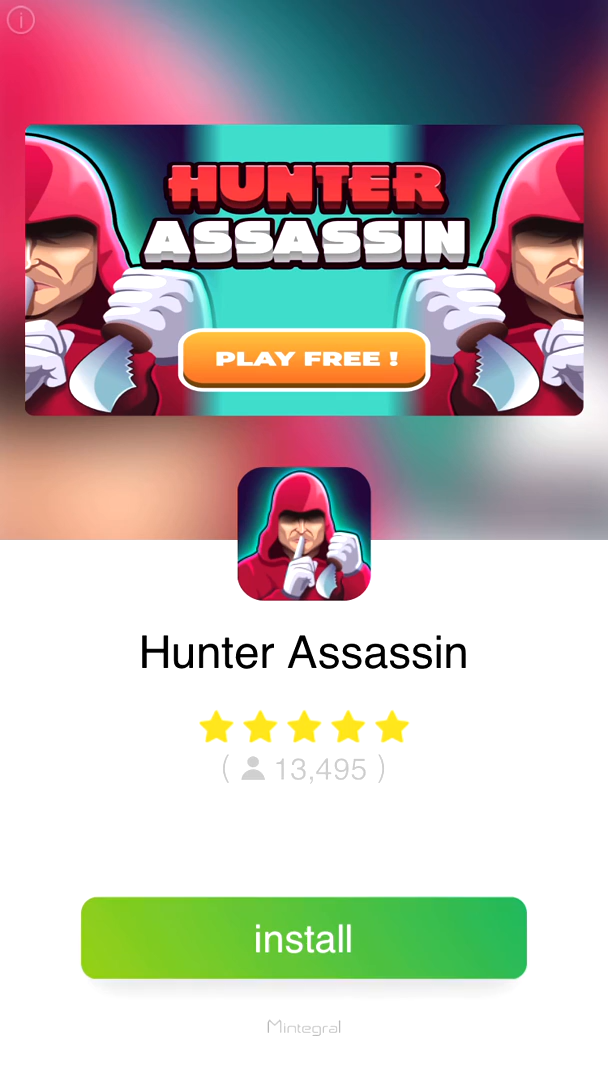 HUNTER
ASSASSIN
PLAY FREE !
Hunter Assassin
( 13,495 )
install
Mintegral